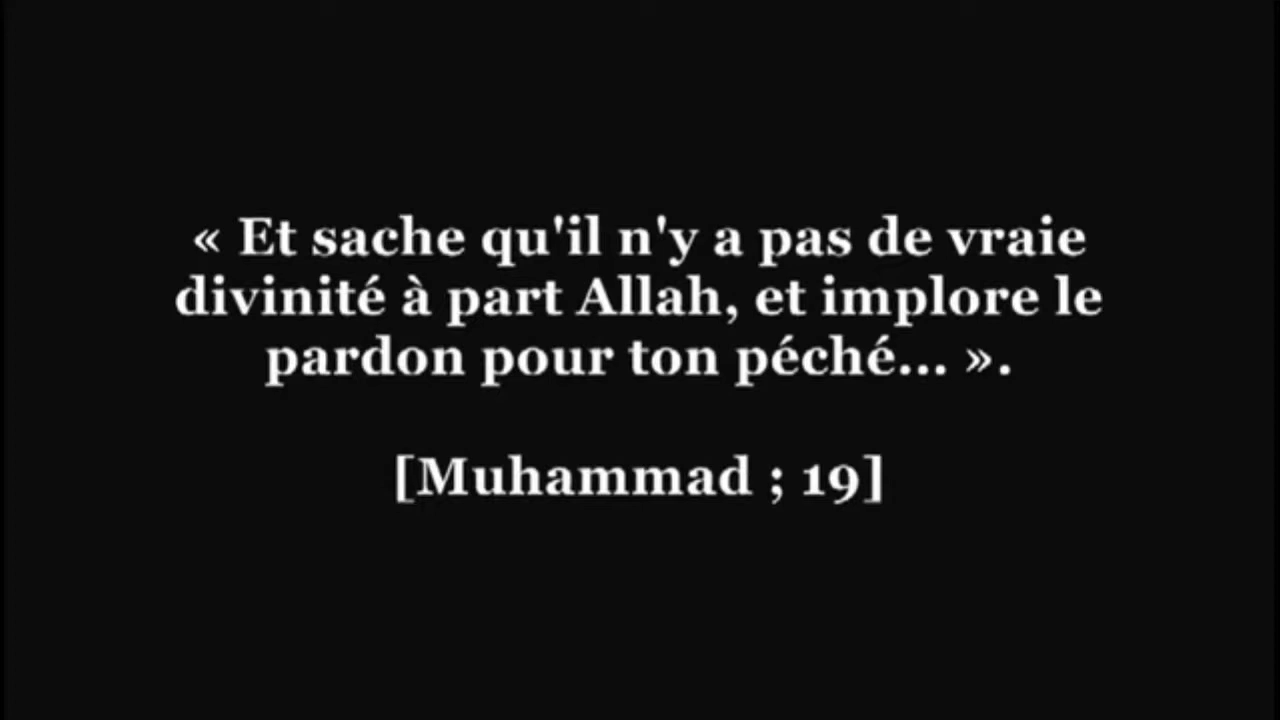 « Et sache qu'il n'y a pas de vraie
divinité à part Allah, et implore le
pardon pour ton péché... ».
[Muhammad ; 19]